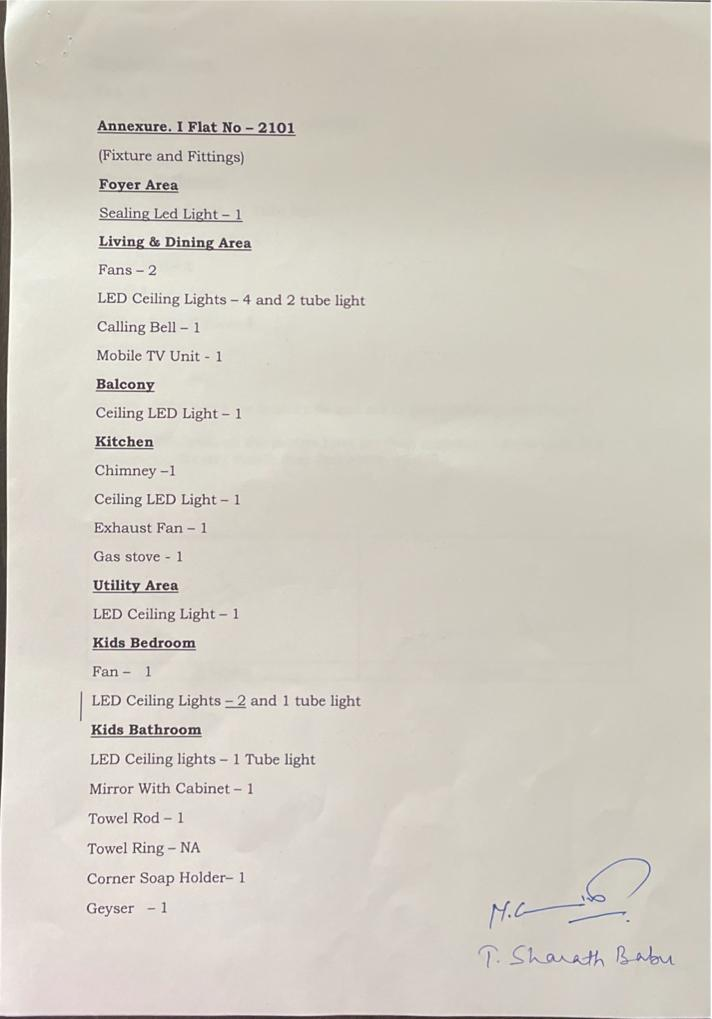 Annexure. I Flat No – 2101
(Fixture and Fittings)
Foyer Area
Sealing Led Light – 1
Living & Dining Area
Fans – 2
LED Ceiling Lights – 4 and 2 tube light
Calling Bell – 1
Mobile TV Unit - 1
Balcony
Ceiling LED Light – 1
Kitchen
Chimney –1
Ceiling LED Light – 1
Exhaust Fan – 1
Gas stove - 1
Utility Area
LED Ceiling Light – 1
Kids Bedroom
Fan – 1
LED Ceiling Lights – 2 and 1 tube light
Kids Bathroom
LED Ceiling lights – 1 Tube light
Mirror With Cabinet – 1
Towel Rod – 1
Towel Ring – NA
Corner Soap Holder– 1
Geyser – 1
T. Sharath Babu